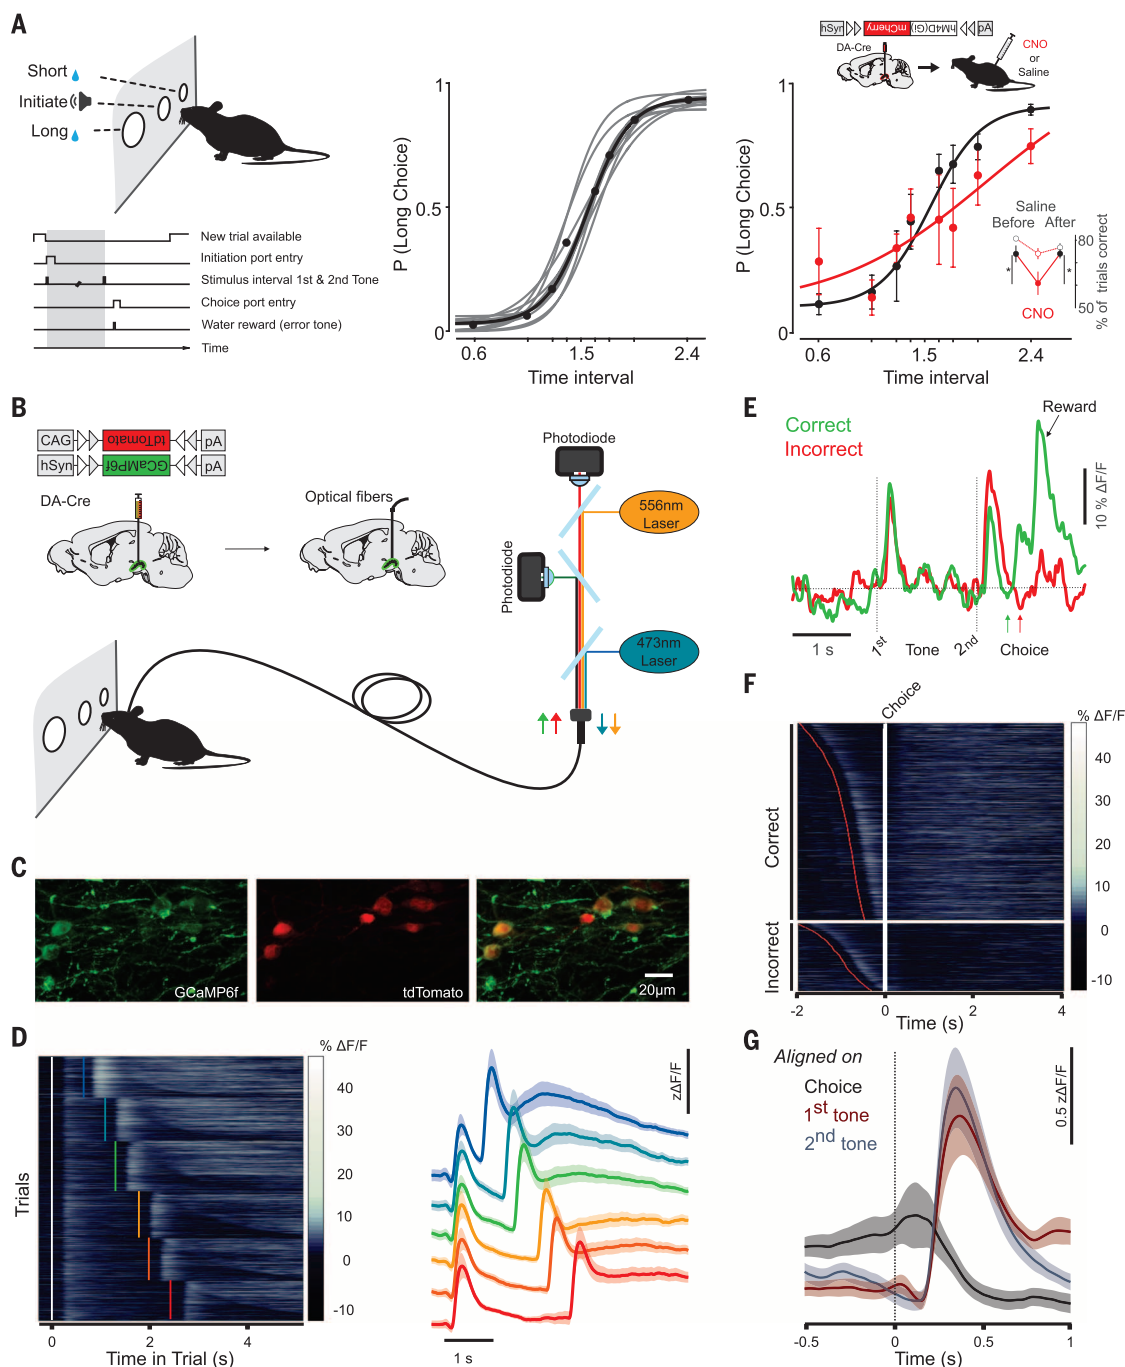 A
Short
Initiate
Long
New trial available
Initiation port entry
Stimulus interval 1st & 2nd Tone
Choice port entry
Water reward (error tone)
Time
P (Long Choice)
1
0.5
0
0.6
1.5
2.4
Time interval
hSyn
mCherry
hM4D(Gi)
pA
DA-Cre
CNO
or
Saline
P (Long Choice)
1
0.5
0
0.6
1.5
2.4
Time interval
Saline
Before
After
*
*
CNO
80
50
% of trials correct
B
CAG
tdTomato
pA
hSyn
GCaMP6f
pA
DA-Cre
Optical fibers
Photodiode
Photodiode
556nm
Laser
473nm
Laser
C
GCaMP6f
tdTomato
20μm
D
Trials
% ΔF/F
40
30
20
10
0
-10
0
2
4
Time in Trial (s)
zΔF/F
1 s
E
Correct
Incorrect
Reward
10 % ΔF/F
1 s
1st
Tone
2nd
Choice
F
Choice
Correct
Incorrect
% ΔF/F
40
30
20
10
0
-10
-2
0
2
4
Time (s)
G
Aligned on
Choice
1st tone
2nd tone
0.5 zΔF/F
-0.5
0
0.5
1
Time (s)